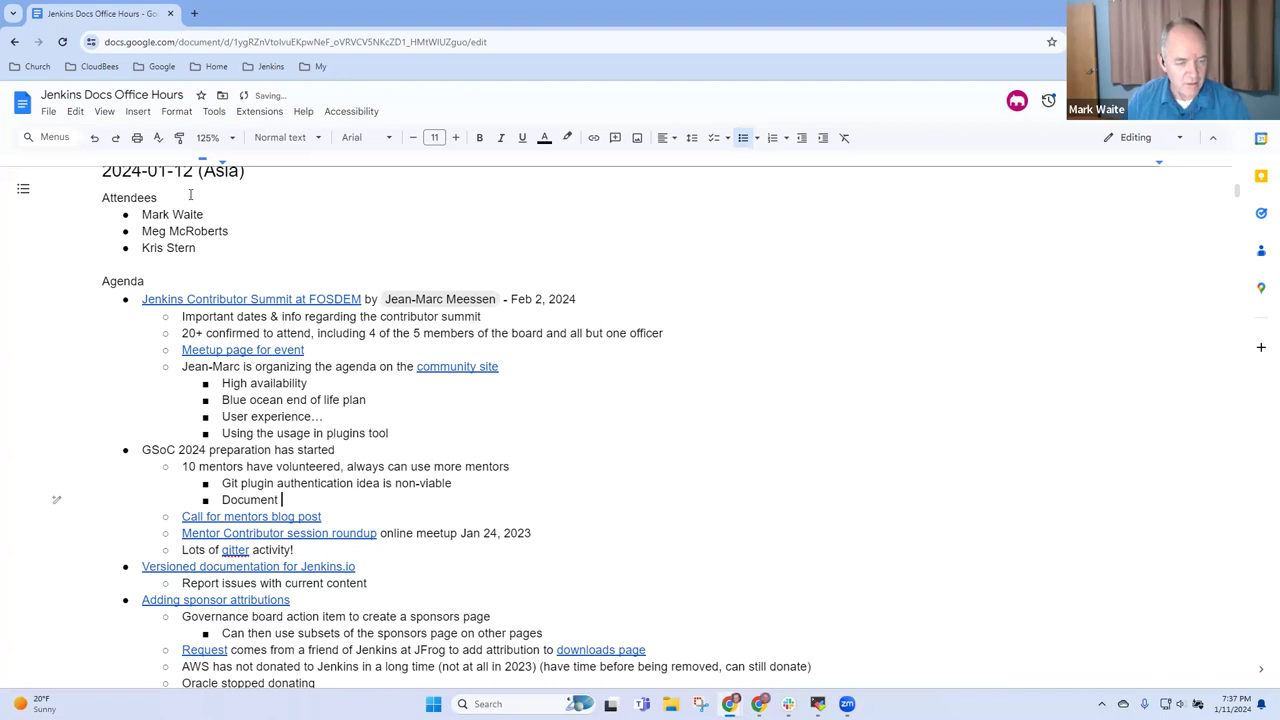 Jenkins Docs Office Hours - Go
docs.google.com/document/d/1ygRZnVtoIvuEKpwNeF_oVRVCV5NKcZD1_HMtWIUZguo/edit
Church
CloudBees
Google
Home
Jenkins
My
Jenkins Docs Office Hours
Saving...
File Edit View Insert Format Tools Extensions Help Accessibility
Menus
125%
Normal text
Arial
11
Editing
Mark Waite
2024-01-12 (Asia)
Attendees
Mark Waite
Meg McRoberts
Kris Stern
Agenda
Jenkins Contributor Summit at FOSDEM by Jean-Marc Meessen - Feb 2, 2024
Important dates & info regarding the contributor summit
20+ confirmed to attend, including 4 of the 5 members of the board and all but one officer
Meetup page for event
Jean-Marc is organizing the agenda on the community site
High availability
Blue ocean end of life plan
User experience…
Using the usage in plugins tool
GSoC 2024 preparation has started
10 mentors have volunteered, always can use more mentors
Git plugin authentication idea is non-viable
Document
Call for mentors blog post
Mentor Contributor session roundup online meetup Jan 24, 2023
Lots of gitter activity!
Versioned documentation for Jenkins.io
Report issues with current content
Adding sponsor attributions
Governance board action item to create a sponsors page
Can then use subsets of the sponsors page on other pages
Request comes from a friend of Jenkins at JFrog to add attribution to downloads page
AWS has not donated to Jenkins in a long time (not at all in 2023) (have time before being removed, can still donate)
Oracle stopped donating
20°F
Sunny
Search
7:37 PM
1/11/2024